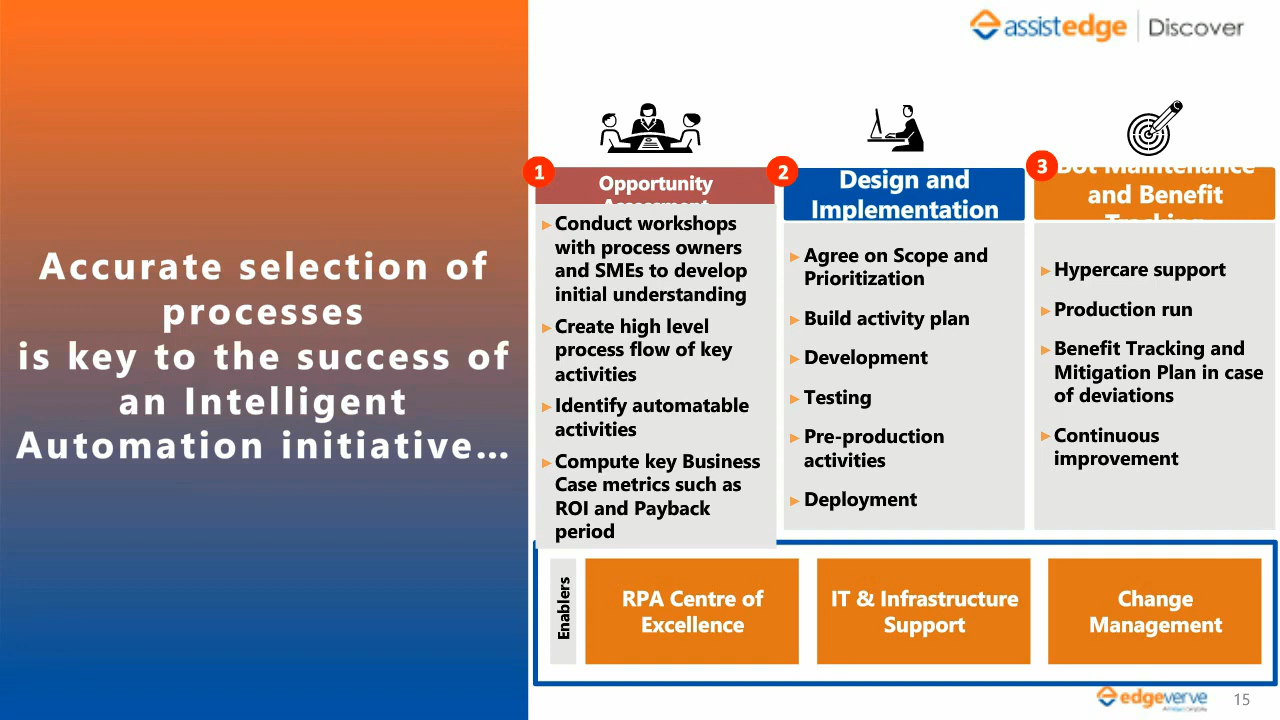 assistedge | Discover
Accurate selection of
processes
is key to the success of
an Intelligent
Automation initiative…
1
Opportunity
Assessment
Conduct workshops
with process owners
and SMEs to develop
initial understanding
Create high level
process flow of key
activities
Identify automatable
activities
Compute key Business
Case metrics such as
ROI and Payback
period
2
Design and
Implementation
Agree on Scope and
Prioritization
Build activity plan
Development
Testing
Pre-production
activities
Deployment
3
Bot Maintenance
and Benefit
Tracking
Hypercare support
Production run
Benefit Tracking and
Mitigation Plan in case
of deviations
Continuous
improvement
Enablers
RPA Centre of
Excellence
IT & Infrastructure
Support
Change
Management
edgeverve
15